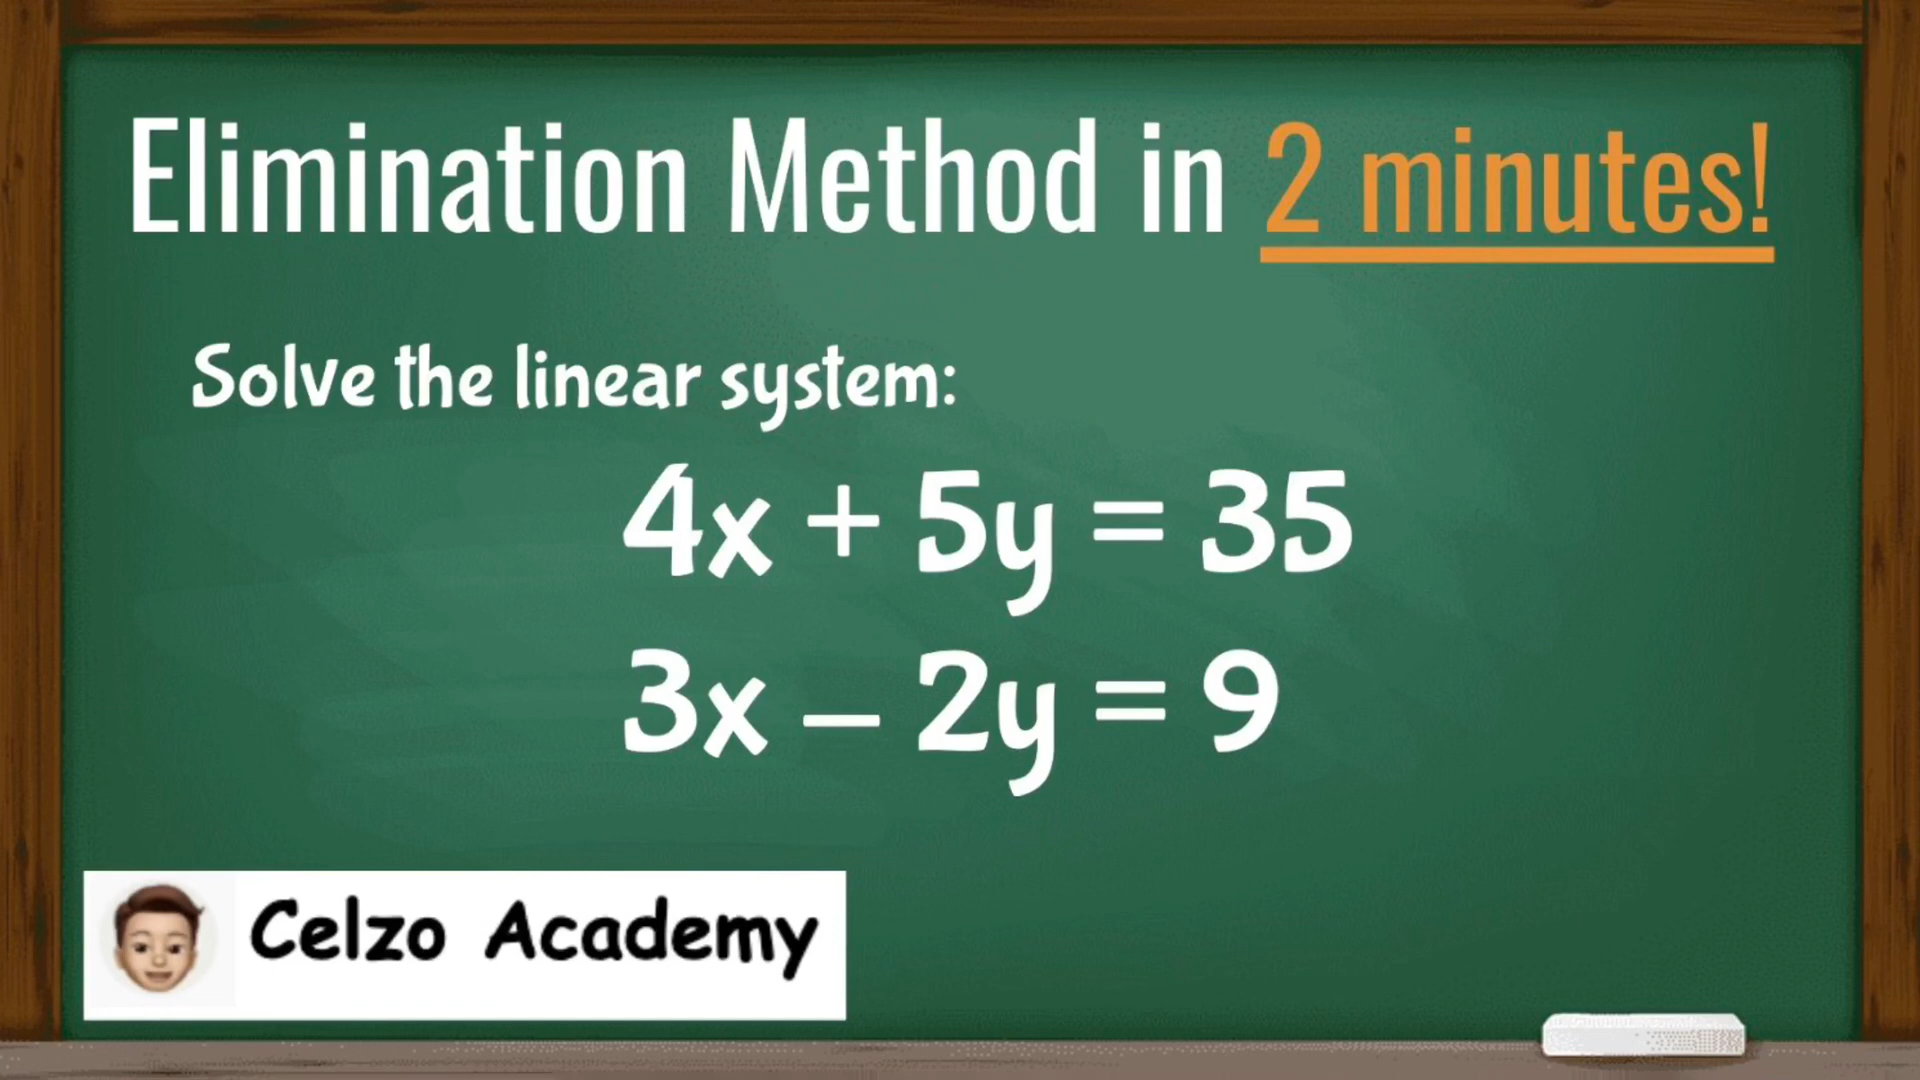 Elimination Method in 2 minutes!
Solve the linear system:
4x + 5y = 35
3x – 2y = 9
Celzo Academy